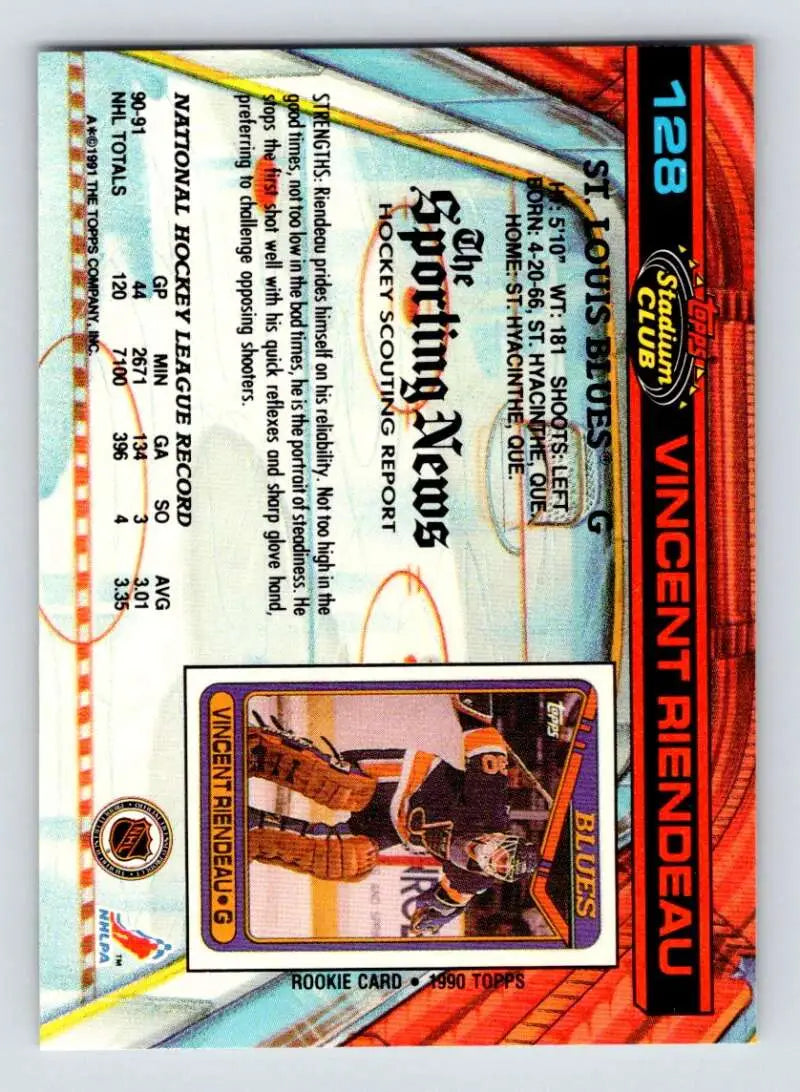 128
Topps
Stadium
CLUB
VINCENT RIENDEAU
ST. LOUIS BLUES® G
HT: 5'10" WT: 181 SHOOTS: LEFT
BORN: 4-20-66, ST. HYACINTHE, QUE.
HOME: ST. HYACINTHE, QUE.
The
Sporting News
HOCKEY SCOUTING REPORT
STRENGTHS: Riendeau prides himself on his reliability. Not too high in the
good times, not too low in the bad times, he is the portrait of steadiness. He
stops the first shot well with his quick reflexes and sharp glove hand,
preferring to challenge opposing shooters.
NATIONAL HOCKEY LEAGUE RECORD
GP MIN GA SO AVG
90-91 44 2671 134 3 3.01
NHL TOTALS 120 7100 396 4 3.35
A*©1991 THE TOPPS COMPANY, INC.
topps
BLUES
VINCENT RIENDEAU • G
ROOKIE CARD • 1990 TOPPS
NHL
NHLPA™